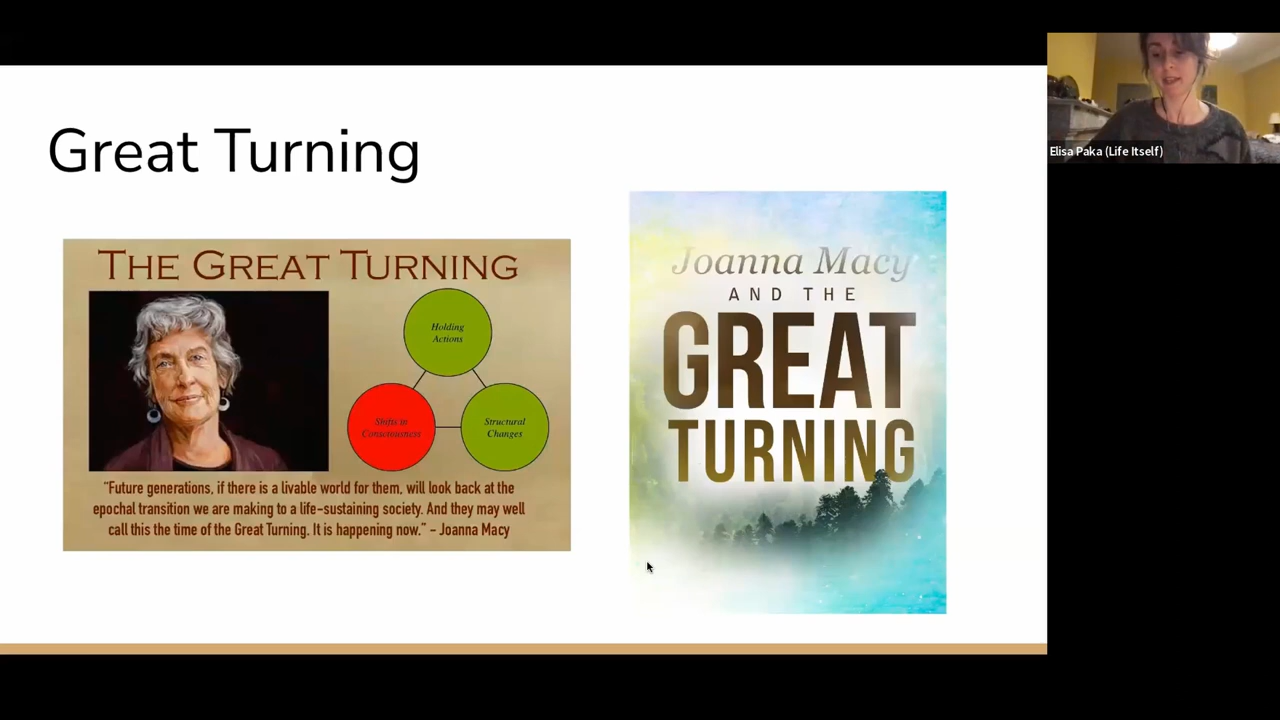 Great Turning
THE GREAT TURNING
Holding
Actions
Shifts in
Consciousness
Structural
Changes
“Future generations, if there is a livable world for them, will look back at the
epochal transition we are making to a life-sustaining society. And they may well
call this the time of the Great Turning. It is happening now.” - Joanna Macy
Joanna Macy
AND THE
GREAT
TURNING
Elisa Paka (Life Itself)